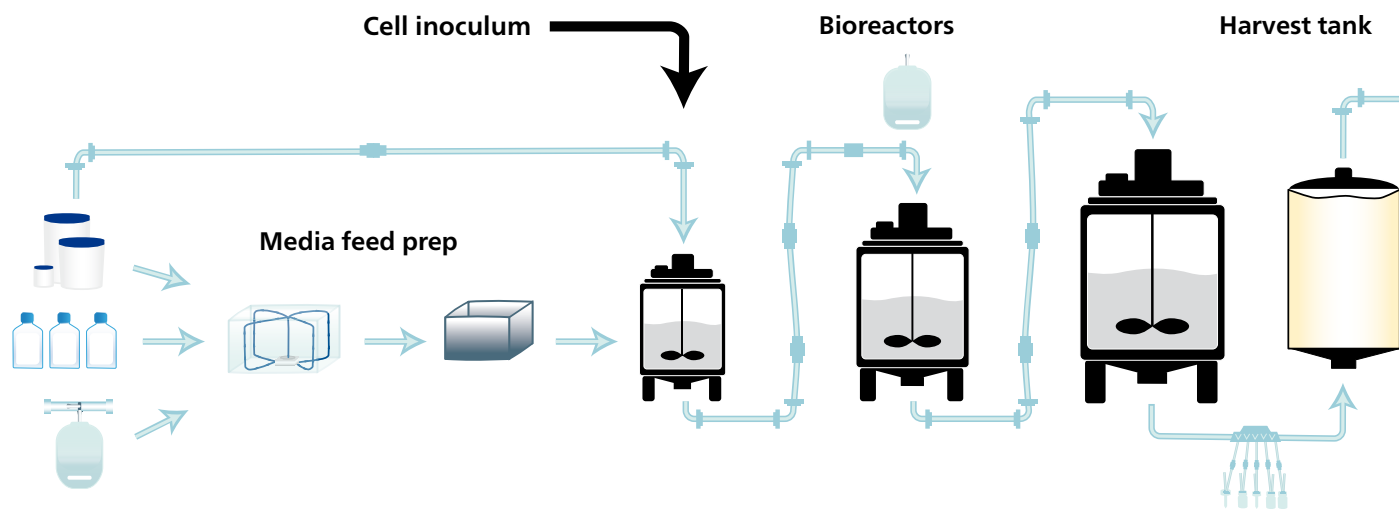 Cell inoculum
Bioreactors
Harvest tank
Media feed prep